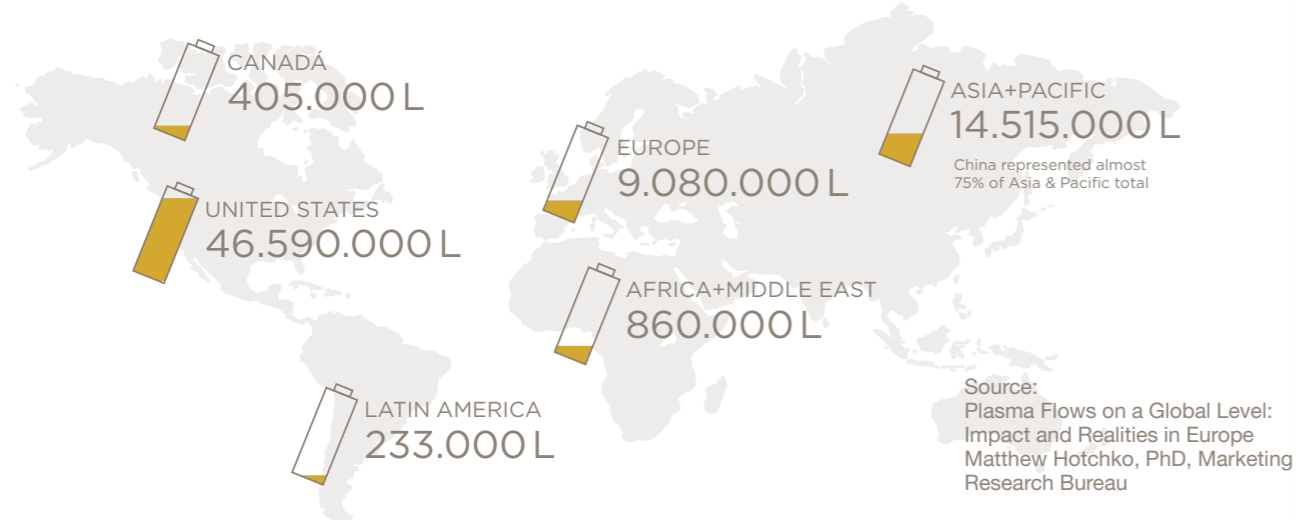 CANADÁ
405.000 L
ASIA+PACIFIC
14.515.000 L
China represented almost
75% of Asia & Pacific total
EUROPE
9.080.000 L
UNITED STATES
46.590.000 L
AFRICA+MIDDLE EAST
860.000 L
LATIN AMERICA
233.000 L
Source:
Plasma Flows on a Global Level:
Impact and Realities in Europe
Matthew Hotchko, PhD, Marketing
Research Bureau